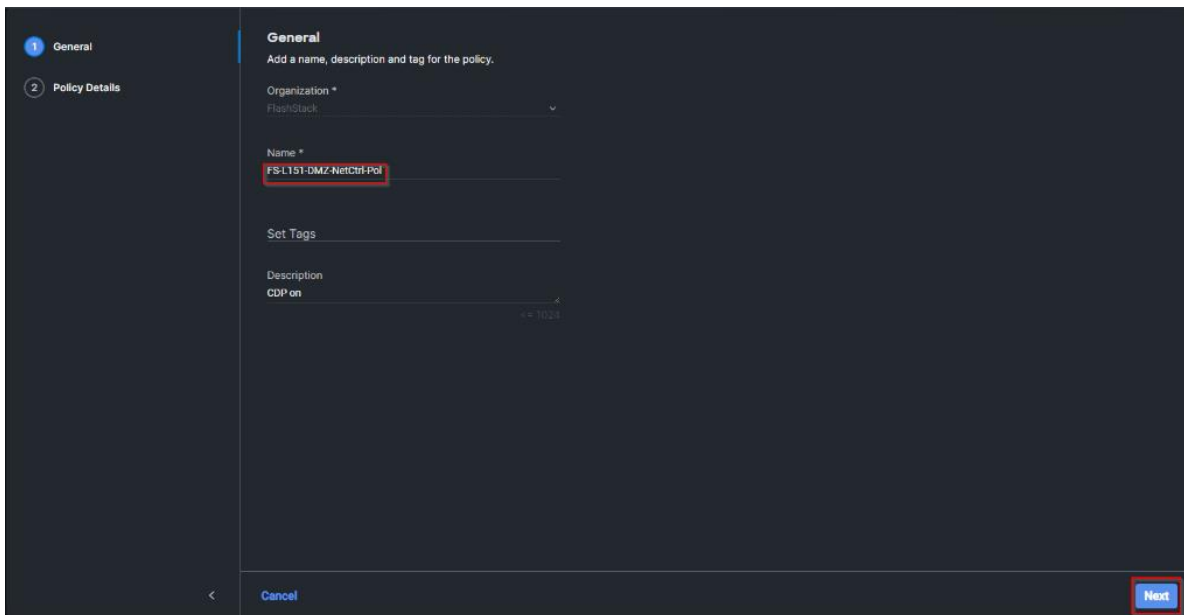 1 General
2 Policy Details
General
Add a name, description and tag for the policy.
Organization *
FlashStack
Name *
FS-L151-DMZ-NetCtrl-Pol
Set Tags
Description
CDP on
<= 1024
Cancel
Next